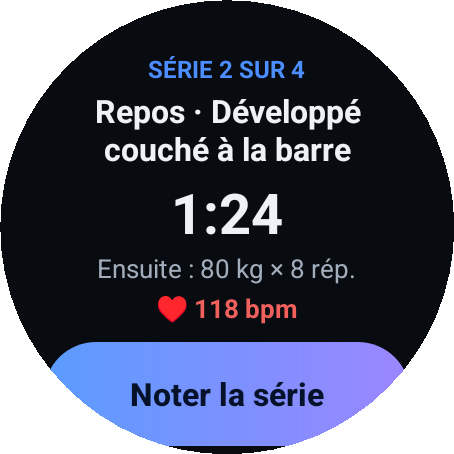 SÉRIE 2 SUR 4
Repos · Développé
couché à la barre
1:24
Ensuite : 80 kg × 8 rép.
118 bpm
Noter la série